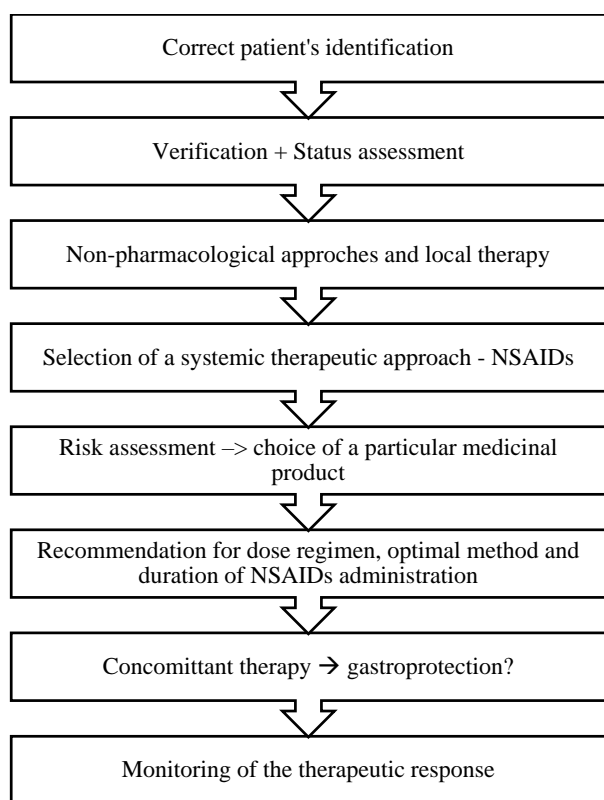 Correct patient's identification
Verification + Status assessment
Non-pharmacological approches and local therapy
Selection of a systemic therapeutic approach - NSAIDs
Risk assessment –> choice of a particular medicinal
product
Recommendation for dose regimen, optimal method and
duration of NSAIDs administration
Concomittant therapy → gastroprotection?
Monitoring of the therapeutic response